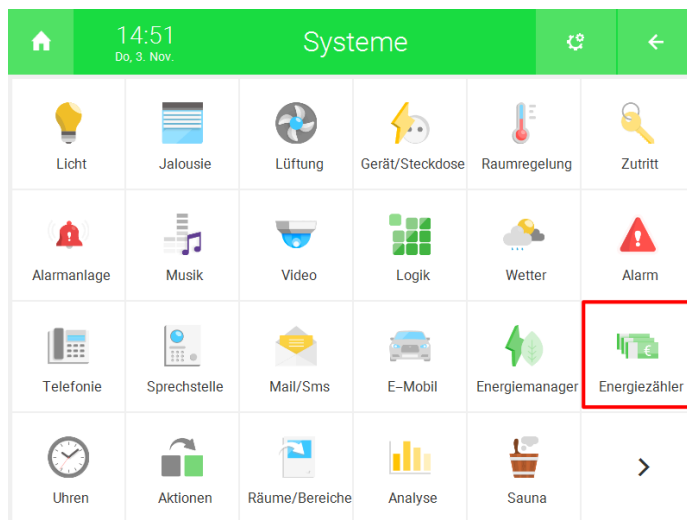 14:51
Do, 3. Nov.
Systeme
Licht
Jalousie
Lüftung
Gerät/Steckdose
Raumregelung
Zutritt
Alarmanlage
Musik
Video
Logik
Wetter
Alarm
Telefonie
Sprechstelle
Mail/Sms
E-Mobil
Energiemanager
€
Energiezähler
Uhren
Aktionen
Räume/Bereiche
Analyse
Sauna